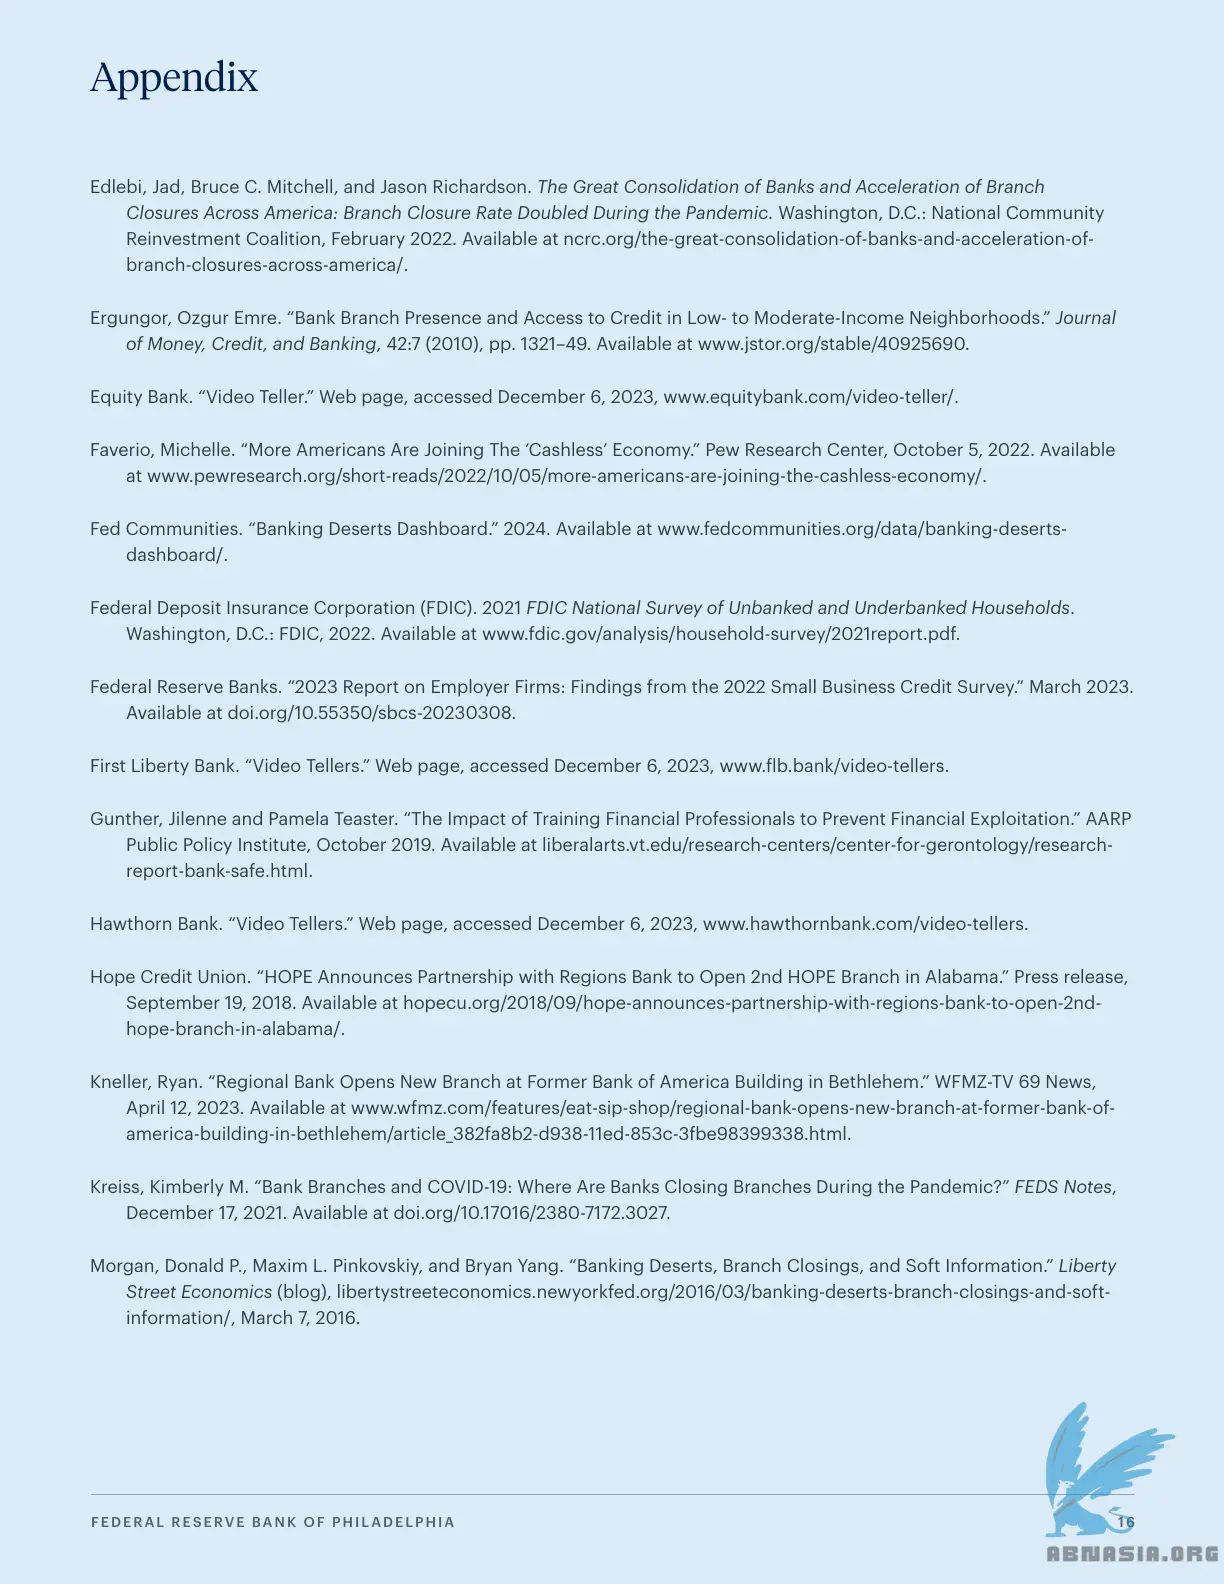 Appendix
Edlebi, Jad, Bruce C. Mitchell, and Jason Richardson. The Great Consolidation of Banks and Acceleration of Branch
Closures Across America: Branch Closure Rate Doubled During the Pandemic. Washington, D.C.: National Community
Reinvestment Coalition, February 2022. Available at ncrc.org/the-great-consolidation-of-banks-and-acceleration-of-
branch-closures-across-america/.
Ergungor, Ozgur Emre. “Bank Branch Presence and Access to Credit in Low- to Moderate-Income Neighborhoods.” Journal
of Money, Credit, and Banking, 42:7 (2010), pp. 1321–49. Available at www.jstor.org/stable/40925690.
Equity Bank. “Video Teller.” Web page, accessed December 6, 2023, www.equitybank.com/video-teller/.
Faverio, Michelle. “More Americans Are Joining The ‘Cashless’ Economy.” Pew Research Center, October 5, 2022. Available
at www.pewresearch.org/short-reads/2022/10/05/more-americans-are-joining-the-cashless-economy/.
Fed Communities. “Banking Deserts Dashboard.” 2024. Available at www.fedcommunities.org/data/banking-deserts-
dashboard/.
Federal Deposit Insurance Corporation (FDIC). 2021 FDIC National Survey of Unbanked and Underbanked Households.
Washington, D.C.: FDIC, 2022. Available at www.fdic.gov/analysis/household-survey/2021report.pdf.
Federal Reserve Banks. “2023 Report on Employer Firms: Findings from the 2022 Small Business Credit Survey.” March 2023.
Available at doi.org/10.55350/sbcs-20230308.
First Liberty Bank. “Video Tellers.” Web page, accessed December 6, 2023, www.flb.bank/video-tellers.
Gunther, Jilenne and Pamela Teaster. “The Impact of Training Financial Professionals to Prevent Financial Exploitation.” AARP
Public Policy Institute, October 2019. Available at liberalarts.vt.edu/research-centers/center-for-gerontology/research-
report-bank-safe.html.
Hawthorn Bank. “Video Tellers.” Web page, accessed December 6, 2023, www.hawthornbank.com/video-tellers.
Hope Credit Union. “HOPE Announces Partnership with Regions Bank to Open 2nd HOPE Branch in Alabama.” Press release,
September 19, 2018. Available at hopecu.org/2018/09/hope-announces-partnership-with-regions-bank-to-open-2nd-
hope-branch-in-alabama/.
Kneller, Ryan. “Regional Bank Opens New Branch at Former Bank of America Building in Bethlehem.” WFMZ-TV 69 News,
April 12, 2023. Available at www.wfmz.com/features/eat-sip-shop/regional-bank-opens-new-branch-at-former-bank-of-
america-building-in-bethlehem/article_382fa8b2-d938-11ed-853c-3fbe98399338.html.
Kreiss, Kimberly M. “Bank Branches and COVID-19: Where Are Banks Closing Branches During the Pandemic?” FEDS Notes,
December 17, 2021. Available at doi.org/10.17016/2380-7172.3027.
Morgan, Donald P., Maxim L. Pinkovskiy, and Bryan Yang. “Banking Deserts, Branch Closings, and Soft Information.” Liberty
Street Economics (blog), libertystreeteconomics.newyorkfed.org/2016/03/banking-deserts-branch-closings-and-soft-
information/, March 7, 2016.
FEDERAL RESERVE BANK OF PHILADELPHIA
16
ABNASIA.ORG